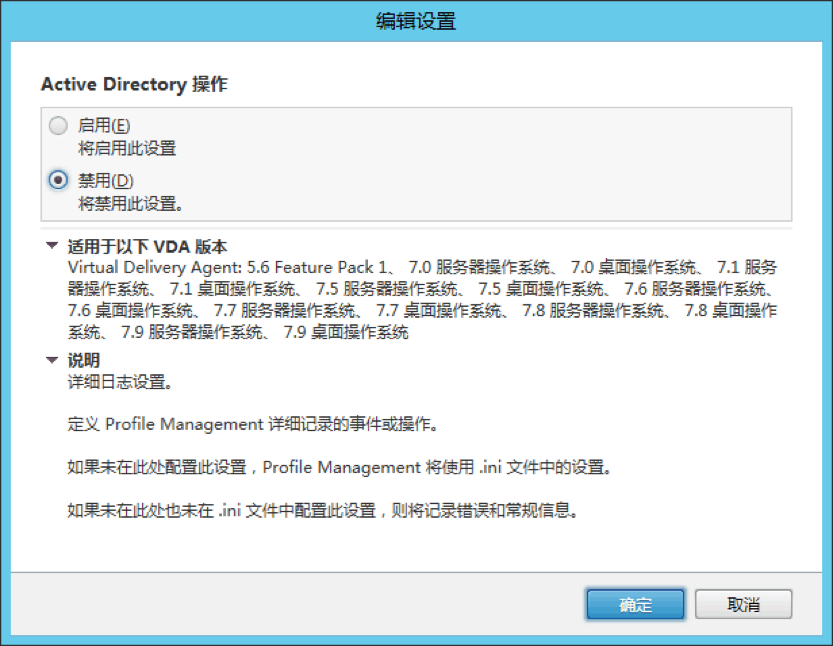 编辑设置
Active Directory 操作
启用(E)
将启用此设置
禁用(D)
将禁用此设置。
适用于以下 VDA 版本
Virtual Delivery Agent: 5.6 Feature Pack 1、 7.0 服务器操作系统、 7.0 桌面操作系统、 7.1 服务
器操作系统、 7.1 桌面操作系统、 7.5 服务器操作系统、 7.5 桌面操作系统、 7.6 服务器操作系统、
7.6 桌面操作系统、 7.7 服务器操作系统、 7.7 桌面操作系统、 7.8 服务器操作系统、 7.8 桌面操作
系统、 7.9 服务器操作系统、 7.9 桌面操作系统
说明
详细日志设置。
定义 Profile Management 详细记录的事件或操作。
如果未在此处配置此设置，Profile Management 将使用 .ini 文件中的设置。
如果未在此处也未在 .ini 文件中配置此设置，则将记录错误和常规信息。
确定
取消